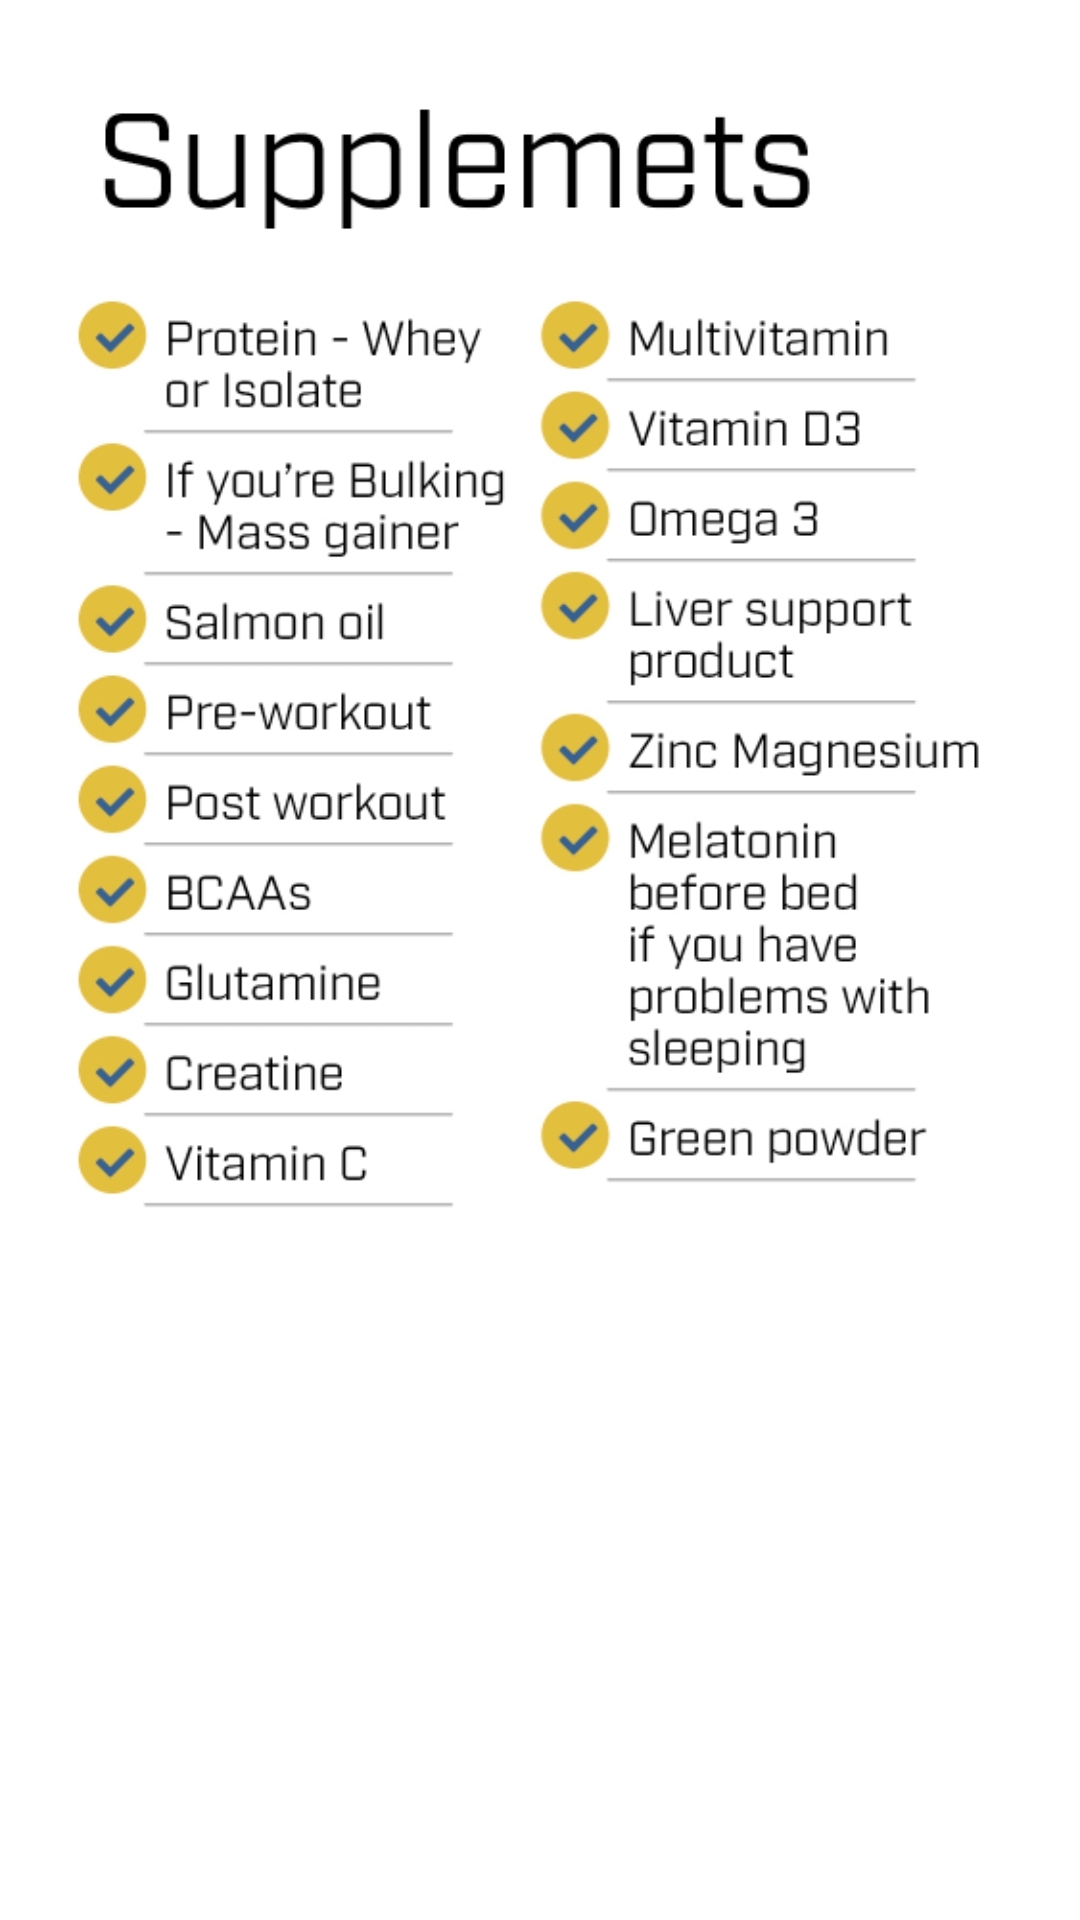 Supplemets
Protein - Whey
or Isolate
If you’re Bulking
- Mass gainer
Salmon oil
Pre-workout
Post workout
BCAAs
Glutamine
Creatine
Vitamin C
Multivitamin
Vitamin D3
Omega 3
Liver support
product
Zinc Magnesium
Melatonin
before bed
if you have
problems with
sleeping
Green powder